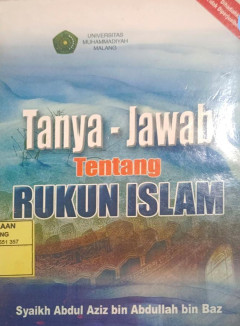 UNIVERSITAS
MUHAMMADIYAH
MALANG
Tanya - Jawab
Tentang
RUKUN ISLAM
Syaikh Abdul Aziz bin Abdullah bin Baz